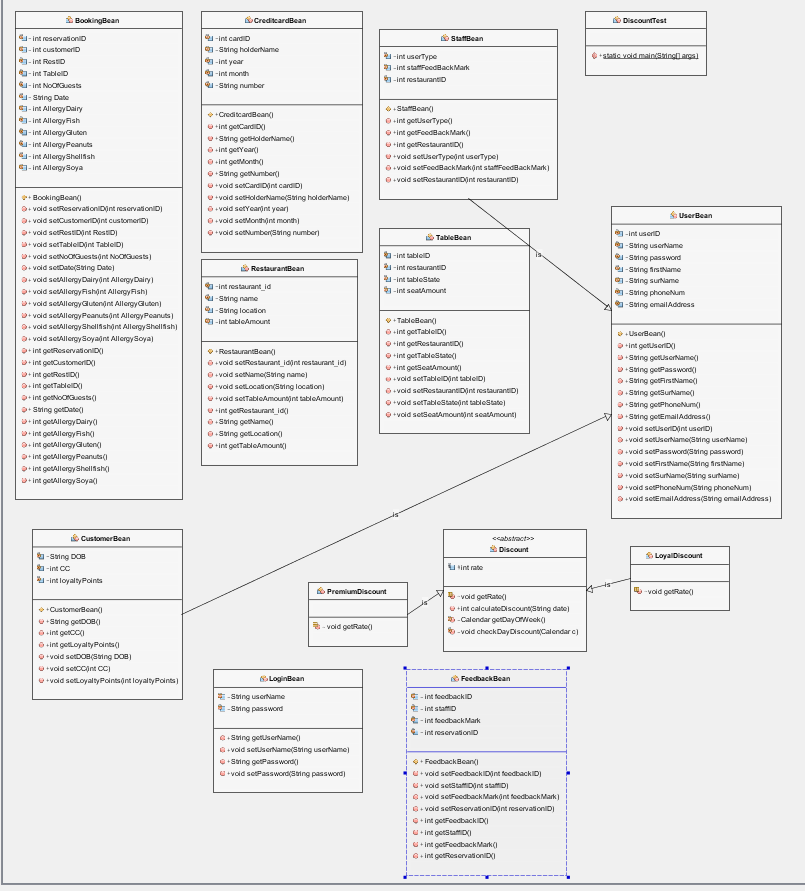 BookingBean
- int reservationID
- int customerID
- int RestID
- int TableID
- int NoOfGuests
- String Date
- int AllergyDairy
- int AllergyFish
- int AllergyGluten
- int AllergyPeanuts
- int AllergyShellfish
- int AllergySoya
+ BookingBean()
+ void setReservationID(int reservationID)
+ void setCustomerID(int customerID)
+ void setRestID(int RestID)
+ void setTableID(int TableID)
+ void setNoOfGuests(int NoOfGuests)
+ void setDate(String Date)
+ void setAllergyDairy(int AllergyDairy)
+ void setAllergyFish(int AllergyFish)
+ void setAllergyGluten(int AllergyGluten)
+ void setAllergyPeanuts(int AllergyPeanuts)
+ void setAllergyShellfish(int AllergyShellfish)
+ void setAllergySoya(int AllergySoya)
+ int getReservationID()
+ int getCustomerID()
+ int getRestID()
+ int getTableID()
+ int getNoOfGuests()
+ String getDate()
+ int getAllergyDairy()
+ int getAllergyFish()
+ int getAllergyGluten()
+ int getAllergyPeanuts()
+ int getAllergyShellfish()
+ int getAllergySoya()
CreditcardBean
- int cardID
- String holderName
- int year
- int month
- String number
+ CreditcardBean()
+ int getCardID()
+ String getHolderName()
+ int getYear()
+ int getMonth()
+ String getNumber()
+ void setCardID(int cardID)
+ void setHolderName(String holderName)
+ void setYear(int year)
+ void setMonth(int month)
+ void setNumber(String number)
StaffBean
- int userType
- int staffFeedBackMark
- int restaurantID
+ StaffBean()
+ int getUserType()
+ int getFeedBackMark()
+ int getRestaurantID()
+ void setUserType(int userType)
+ void setFeedBackMark(int staffFeedBackMark)
+ void setRestaurantID(int restaurantID)
DiscountTest
+ static void main(String[] args)
is
UserBean
- int userID
- String userName
- String password
- String firstName
- String surName
- String phoneNum
- String emailAddress
+ UserBean()
+ int getUserID()
+ String getUserName()
+ String getPassword()
+ String getFirstName()
+ String getSurName()
+ String getPhoneNum()
+ String getEmailAddress()
+ void setUserID(int userID)
+ void setUserName(String userName)
+ void setPassword(String password)
+ void setFirstName(String firstName)
+ void setSurName(String surName)
+ void setPhoneNum(String phoneNum)
+ void setEmailAddress(String emailAddress)
RestaurantBean
- int restaurant_id
- String name
- String location
- int tableAmount
+ RestaurantBean()
+ void setRestaurant_id(int restaurant_id)
+ void setName(String name)
+ void setLocation(String location)
+ void setTableAmount(int tableAmount)
+ int getRestaurant_id()
+ String getName()
+ String getLocation()
+ int getTableAmount()
TableBean
- int tableID
- int restaurantID
- int tableState
- int seatAmount
+ TableBean()
+ int getTableID()
+ int getRestaurantID()
+ int getTableState()
+ int getSeatAmount()
+ void setTableID(int tableID)
+ void setRestaurantID(int restaurantID)
+ void setTableState(int tableState)
+ void setSeatAmount(int seatAmount)
is
CustomerBean
- String DOB
- int CC
- int loyaltyPoints
+ CustomerBean()
+ String getDOB()
+ int getCC()
+ int getLoyaltyPoints()
+ void setDOB(String DOB)
+ void setCC(int CC)
+ void setLoyaltyPoints(int loyaltyPoints)
PremiumDiscount
~ void getRate()
is
<<abstract>>
Discount
+ int rate
~ void getRate()
+ int calculateDiscount(String date)
~ Calendar getDayOfWeek()
~ void checkDayDiscount(Calendar c)
is
LoyalDiscount
~ void getRate()
LoginBean
~ String userName
~ String password
+ String getUserName()
+ void setUserName(String userName)
+ String getPassword()
+ void setPassword(String password)
FeedbackBean
- int feedbackID
- int staffID
- int feedbackMark
- int reservationID
+ FeedbackBean()
+ void setFeedbackID(int feedbackID)
+ void setStaffID(int staffID)
+ void setFeedbackMark(int feedbackMark)
+ void setReservationID(int reservationID)
+ int getFeedbackID()
+ int getStaffID()
+ int getFeedbackMark()
+ int getReservationID()